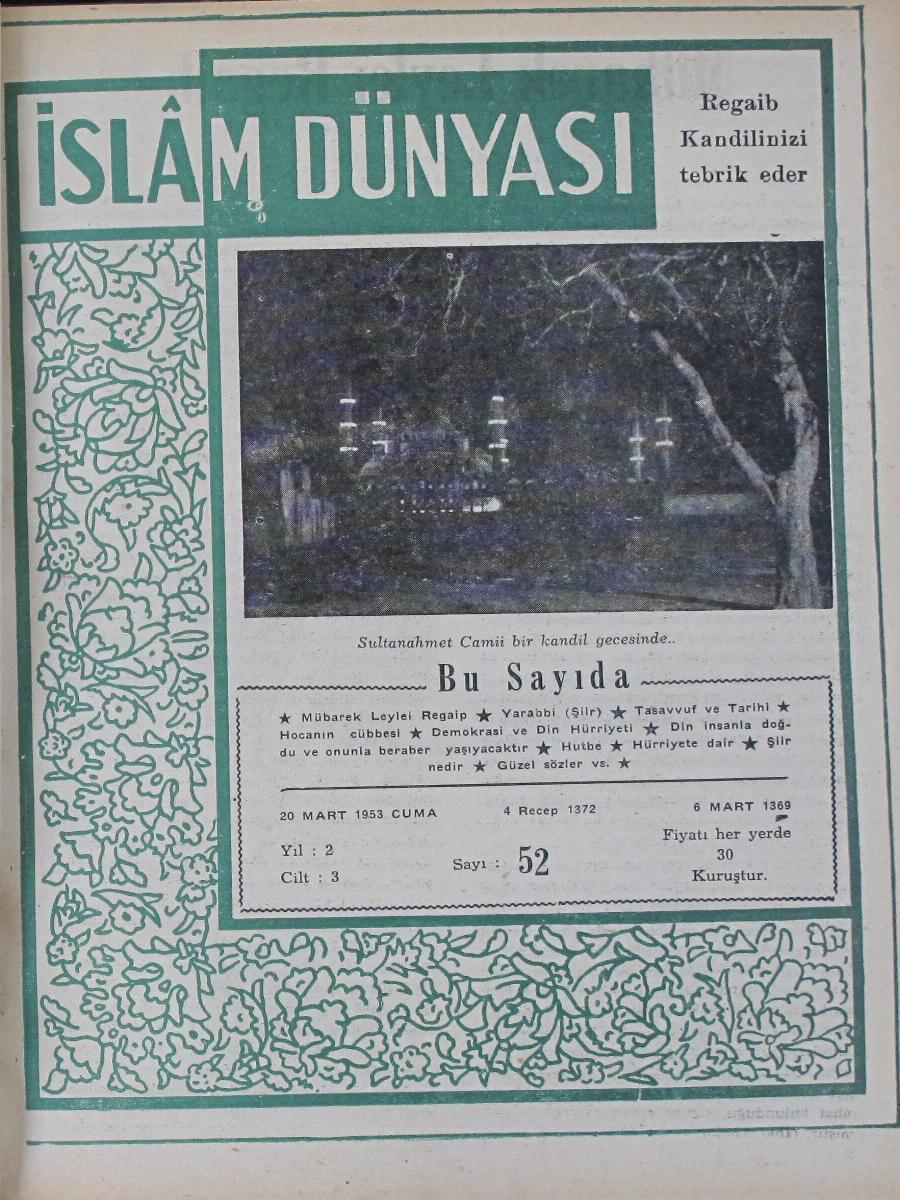 İSLÂM DÜNYASI
Regaib
Kandilinizi
tebrik eder
Sultanahmet Camii bir kandil gecesinde..
Bu Sayıda
★ Mübarek Leylei Regaip ★ Yarabbi (Şiir) ★ Tasavvuf ve Tarihi ★
Hocanın cübbesi ★ Demokrasi ve Din Hürriyeti ★ Din insanla doğ-
du ve onunla beraber yaşıyacaktır ★ Hutbe ★ Hürriyete dair ★ Şiir
nedir ★ Güzel sözler vs. ★
20 MART 1953 CUMA 4 Recep 1372 6 MART 1369
Yıl : 2
Cilt : 3
Sayı : 52
Fiyatı her yerde
30
Kuruştur.